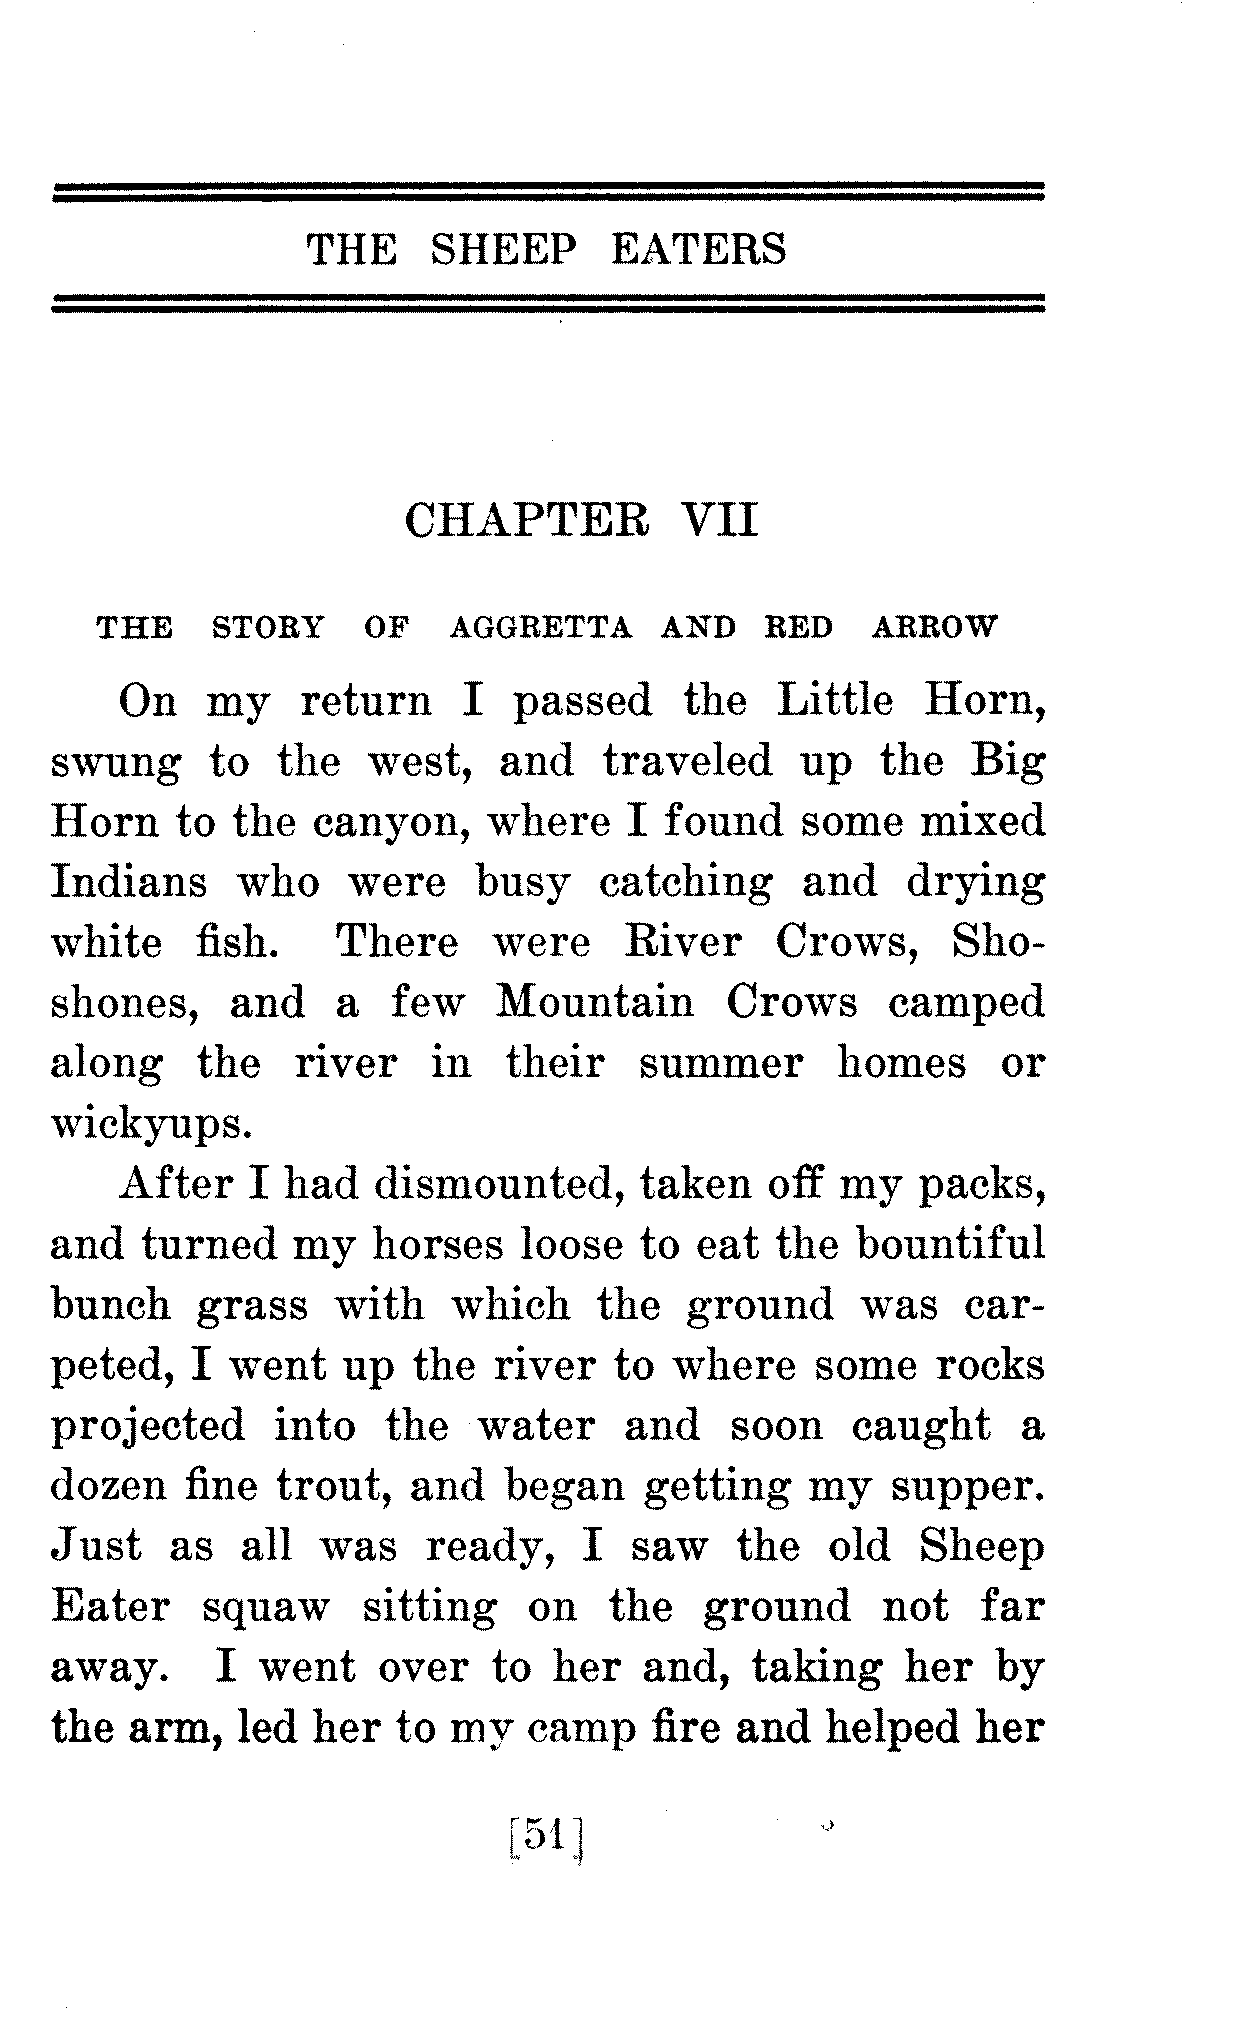 THE SHEEP EATERS
CHAPTER VII
THE STORY OF AGGRETTA AND RED ARROW
On my return I passed the Little Horn,
swung to the west, and traveled up the Big
Horn to the canyon, where I found some mixed
Indians who were busy catching and drying
white fish. There were River Crows, Sho-
shones, and a few Mountain Crows camped
along the river in their summer homes or
wickyups.
After I had dismounted, taken off my packs,
and turned my horses loose to eat the bountiful
bunch grass with which the ground was car-
peted, I went up the river to where some rocks
projected into the water and soon caught a
dozen fine trout, and began getting my supper.
Just as all was ready, I saw the old Sheep
Eater squaw sitting on the ground not far
away. I went over to her and, taking her by
the arm, led her to my camp fire and helped her
[51]